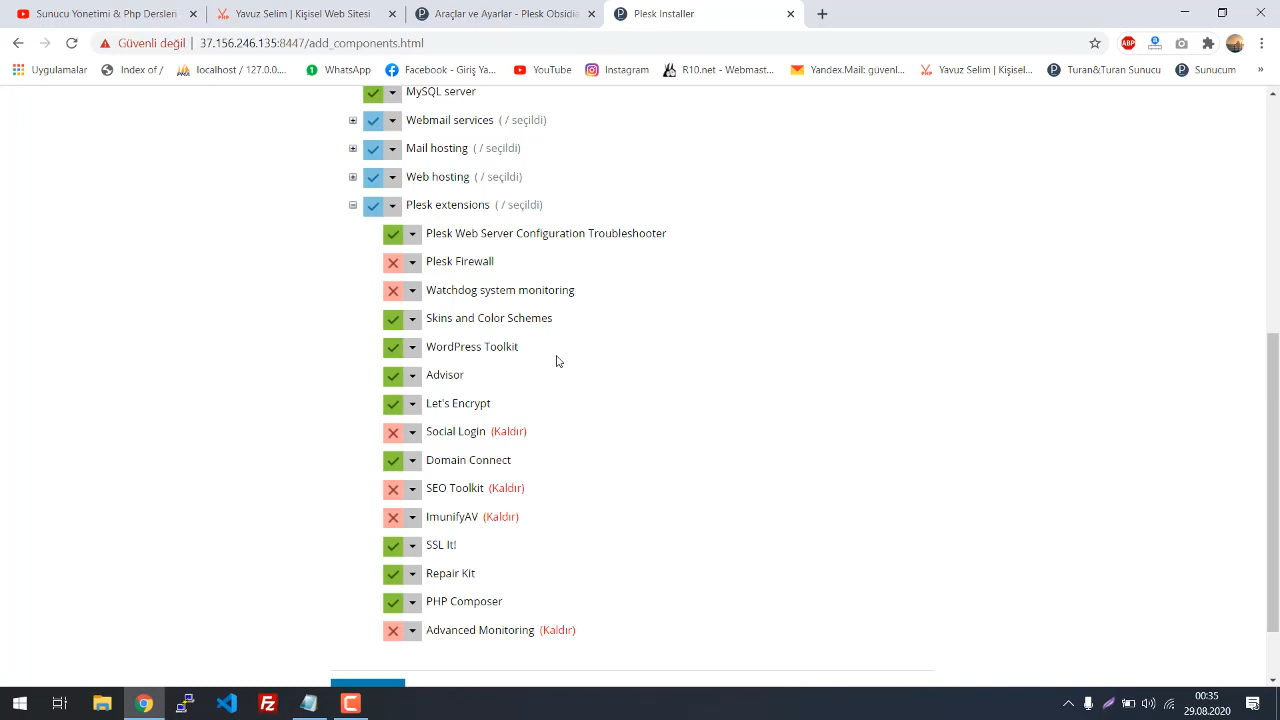 Sunucu Yönetimi & Php Dersleri
Yavuz Selim | Kişisel Web Sitesi
Araçlar ve Ayarlar - Plesk Obsidia
Plesk Installer
Güvenli değil
37.156.246.135:8447/add_components.html
ABP
Uygulamalar
Index of /
localhost / 127.0.0...
WhatsApp
Facebook - Giriş Ya...
YouTube
Instagram
R10.net - Webmast...
Yandex.Mail: güvenl...
Yavuz Selim | Kişisel...
Turan Turan Sunucu
Sunucum
»
MySQL server
Webmail services ( / seçildi)
Mail hosting ( / seçildi)
Web hosting ( / seçildi)
Plesk extensions ( / seçildi)
Plesk Web Server Configuration Troubleshooter
Plesk Firewall
Watchdog system monitoring
Skins and Color Schemes
WordPress Toolkit
Advisor
Let's Encrypt
Social Login (Kaldır)
Domain Connect
SEO Toolkit (Kaldır)
ImunifyAV (Kaldır)
SSL It!
Repair Kit
PHP Composer
Advanced Monitoring (Kaldır)
00:35
29.08.2020